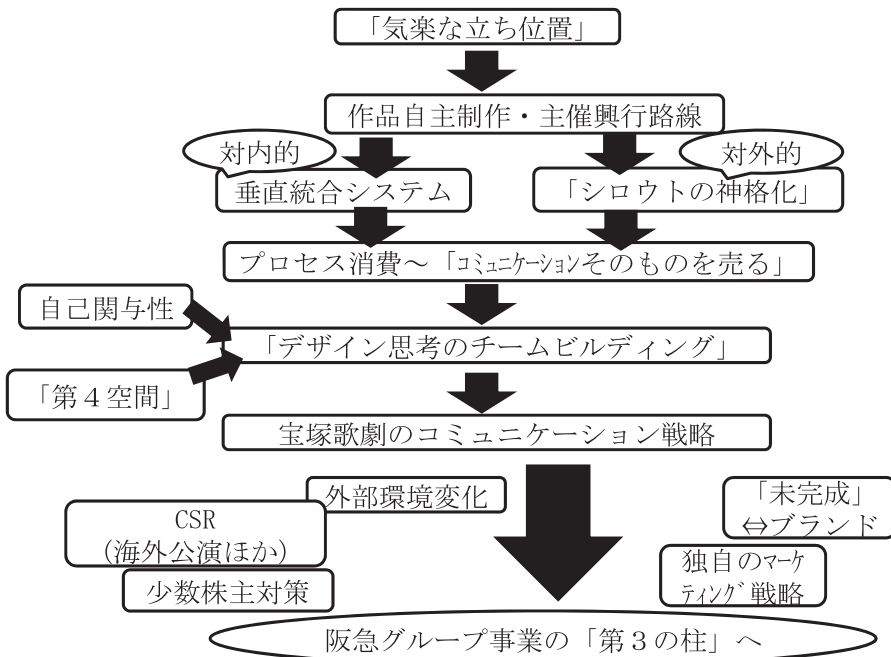 「気楽な立ち位置」
作品自主制作・主催興行路線
対内的
対外的
垂直統合システム
「シロウトの神格化」
プロセス消費～「ｺﾐｭﾆｹｰｼｮﾝそのものを売る」
自己関与性
「デザイン思考のチームビルディング」
「第４空間」
宝塚歌劇のコミュニケーション戦略
外部環境変化
「未完成」
⇔ブランド
CSR
(海外公演ほか)
独自のﾏｰｹ
ﾃｨﾝｸﾞ戦略
少数株主対策
阪急グループ事業の「第３の柱」へ